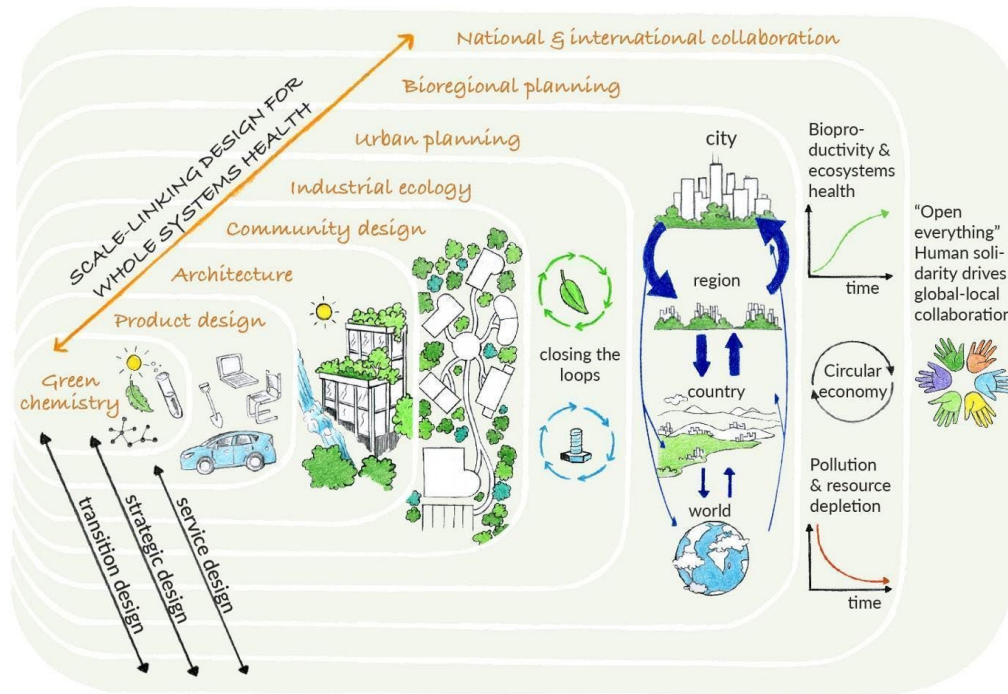 National & international collaboration
Bioregional planning
Urban planning
Industrial ecology
Community design
Architecture
Product design
Green
chemistry
SCALE-LINKING DESIGN FOR
WHOLE SYSTEMS HEALTH
transition design
strategic design
service design
closing the
loops
city
region
country
world
Biopro-
ductivity &
ecosystems
health
time
Circular
economy
Pollution
& resource
depletion
time
“Open
everything”
Human soli-
darity drives
global-local
collaboration